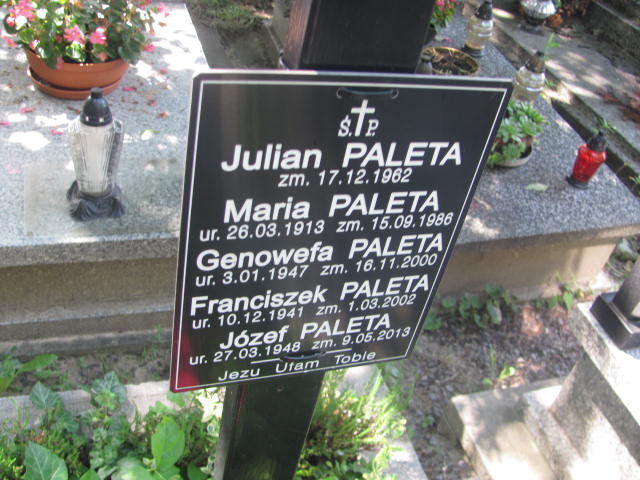 Ś.P.
Julian PALETA
zm. 17.12.1962
Maria PALETA
ur. 26.03.1913 zm. 15.09.1986
Genowefa PALETA
ur. 3.01.1947 zm. 16.11.2000
Franciszek PALETA
ur. 10.12.1941 zm. 1.03.2002
Józef PALETA
ur. 27.03.1948 zm. 9.05.2013
Jezu Ufam Tobie